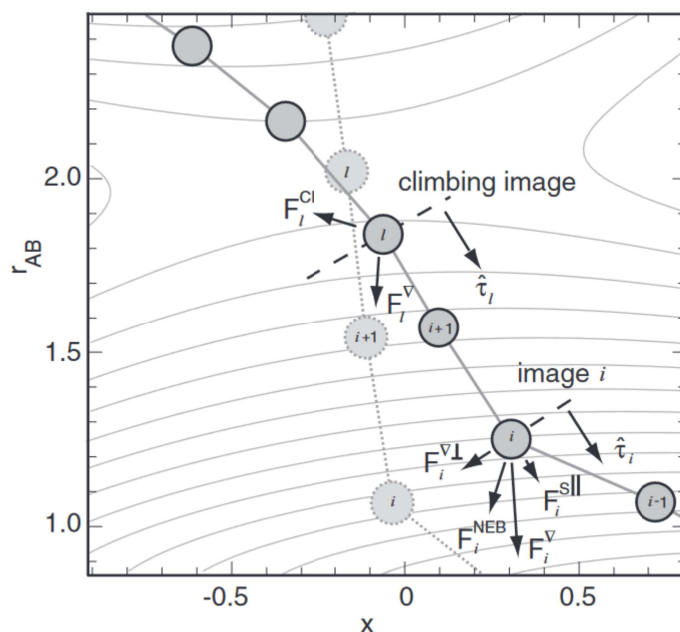 2.0
1.5
1.0
r_AB
-0.5
0
0.5
x
l
F_l^CI
climbing image
l
τ̂_l
F_l^∇
i+1
i+1
image i
i
τ̂_i
F_i^∇⊥
F_i^S||
i
F_i^NEB
F_i^∇
i-1